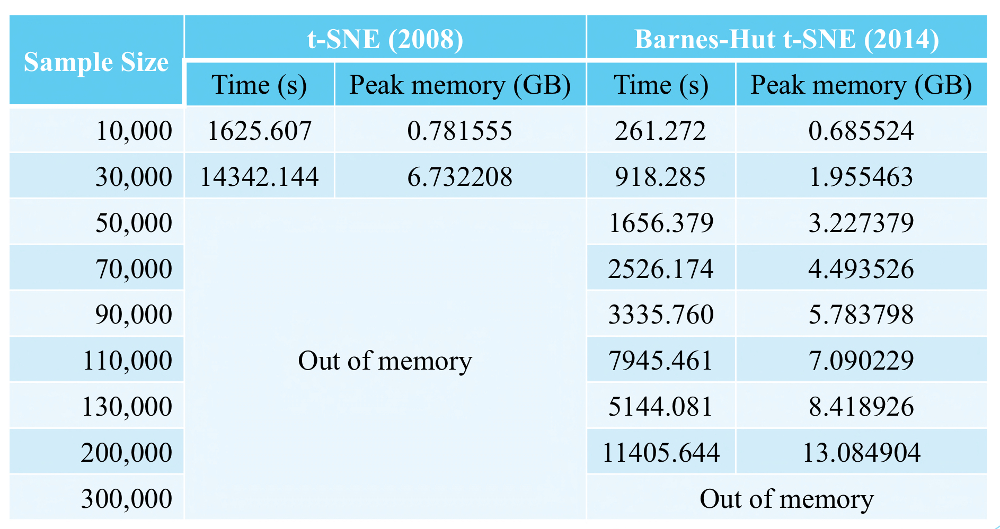 Sample Size t-SNE (2008) Barnes-Hut t-SNE (2014)
Time (s) Peak memory (GB) Time (s) Peak memory (GB)
10,000 1625.607 0.781555 261.272 0.685524
30,000 14342.144 6.732208 918.285 1.955463
50,000 1656.379 3.227379
70,000 2526.174 4.493526
90,000 3335.760 5.783798
110,000 Out of memory 7945.461 7.090229
130,000 5144.081 8.418926
200,000 11405.644 13.084904
300,000 Out of memory